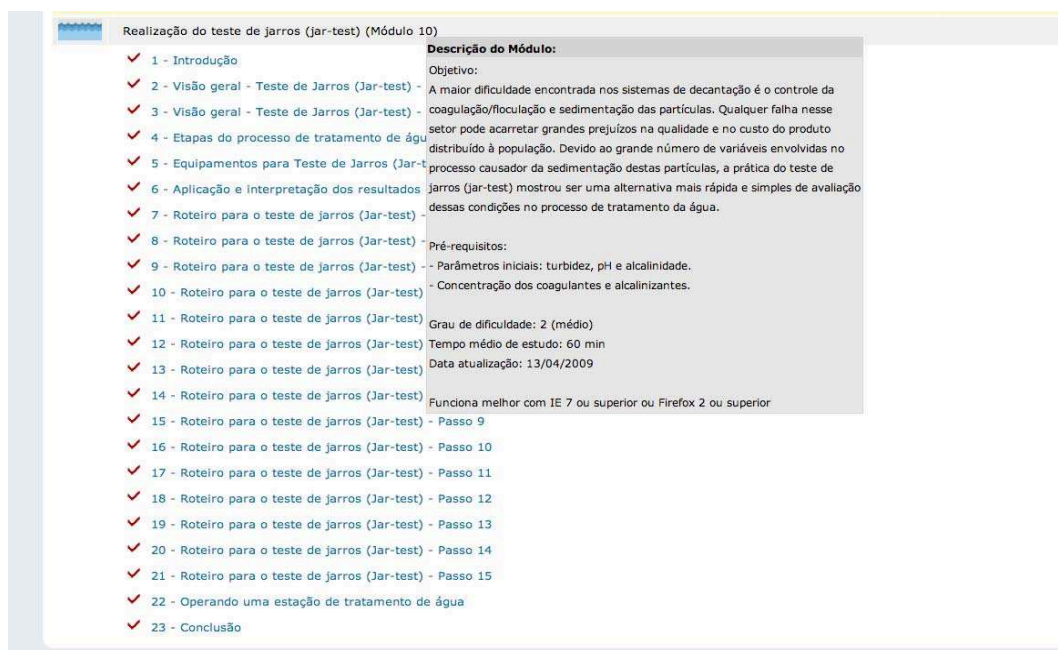 Realização do teste de jarros (jar-test) (Módulo 10)
1 - Introdução
2 - Visão geral - Teste de Jarros (Jar-test) -
3 - Visão geral - Teste de Jarros (Jar-test) -
4 - Etapas do processo de tratamento de águ
5 - Equipamentos para Teste de Jarros (Jar-t
6 - Aplicação e interpretação dos resultados
7 - Roteiro para o teste de jarros (Jar-test) -
8 - Roteiro para o teste de jarros (Jar-test) -
9 - Roteiro para o teste de jarros (Jar-test) -
10 - Roteiro para o teste de jarros (Jar-test)
11 - Roteiro para o teste de jarros (Jar-test)
12 - Roteiro para o teste de jarros (Jar-test)
13 - Roteiro para o teste de jarros (Jar-test)
14 - Roteiro para o teste de jarros (Jar-test)
15 - Roteiro para o teste de jarros (Jar-test) - Passo 9
16 - Roteiro para o teste de jarros (Jar-test) - Passo 10
17 - Roteiro para o teste de jarros (Jar-test) - Passo 11
18 - Roteiro para o teste de jarros (Jar-test) - Passo 12
19 - Roteiro para o teste de jarros (Jar-test) - Passo 13
20 - Roteiro para o teste de jarros (Jar-test) - Passo 14
21 - Roteiro para o teste de jarros (Jar-test) - Passo 15
22 - Operando uma estação de tratamento de água
23 - Conclusão
Descrição do Módulo:
Objetivo:
A maior dificuldade encontrada nos sistemas de decantação é o controle da
coagulação/floculação e sedimentação das partículas. Qualquer falha nesse
setor pode acarretar grandes prejuízos na qualidade e no custo do produto
distribuído à população. Devido ao grande número de variáveis envolvidas no
processo causador da sedimentação destas partículas, a prática do teste de
jarros (jar-test) mostrou ser uma alternativa mais rápida e simples de avaliação
dessas condições no processo de tratamento da água.
Pré-requisitos:
- Parâmetros iniciais: turbidez, pH e alcalinidade.
- Concentração dos coagulantes e alcalinizantes.
Grau de dificuldade: 2 (médio)
Tempo médio de estudo: 60 min
Data atualização: 13/04/2009
Funciona melhor com IE 7 ou superior ou Firefox 2 ou superior